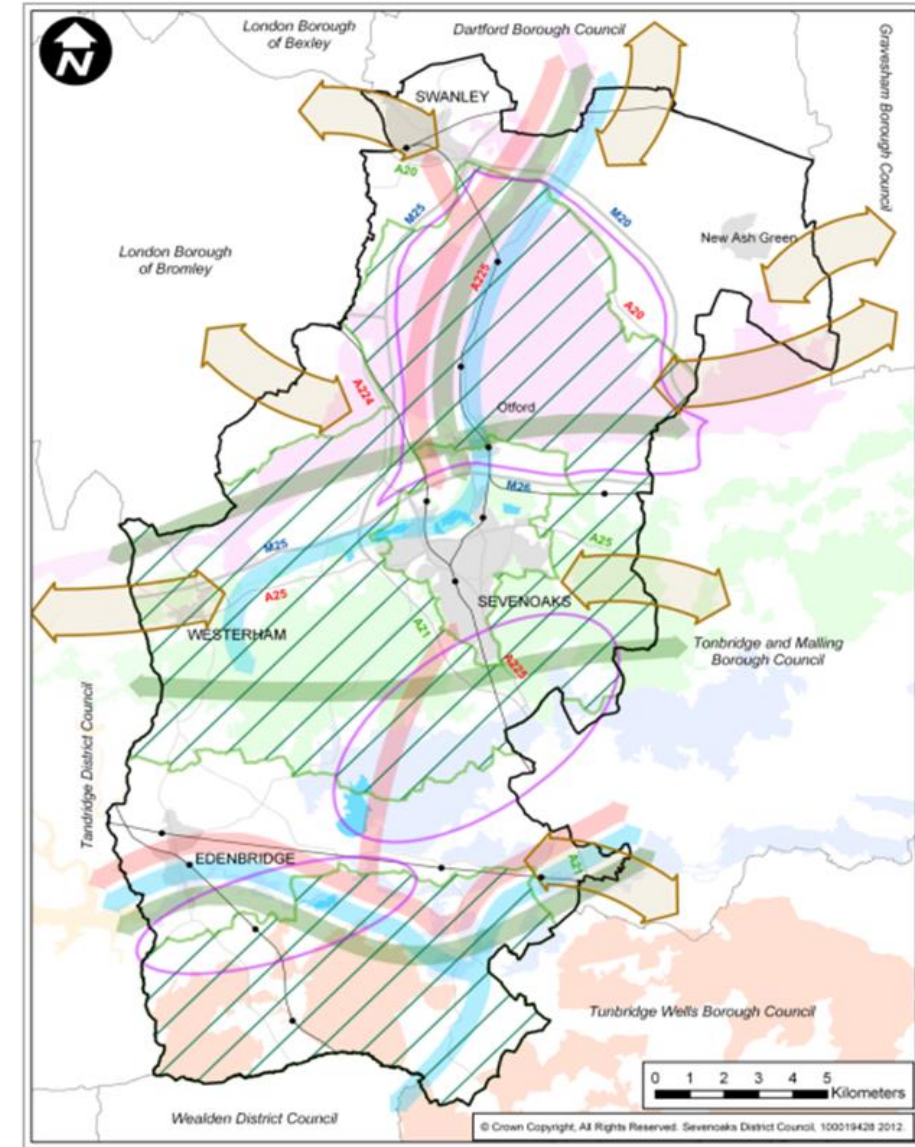 N
London Borough
of Bexley
Dartford Borough Council
Gravesham Borough Council
SWANLEY
A20
M25
M20
New Ash Green
London Borough
of Bromley
A225
A20
A224
Otford
M26
M25
A25
A25
SEVENOAKS
WESTERHAM
A21
A225
Tonbridge and Malling
Borough Council
Tandridge District Council
EDENBRIDGE
A21
Tunbridge Wells Borough Council
0 1 2 3 4 5
Kilometers
Wealden District Council
© Crown Copyright, All Rights Reserved. Sevenoaks District Council, 100019428 2012.